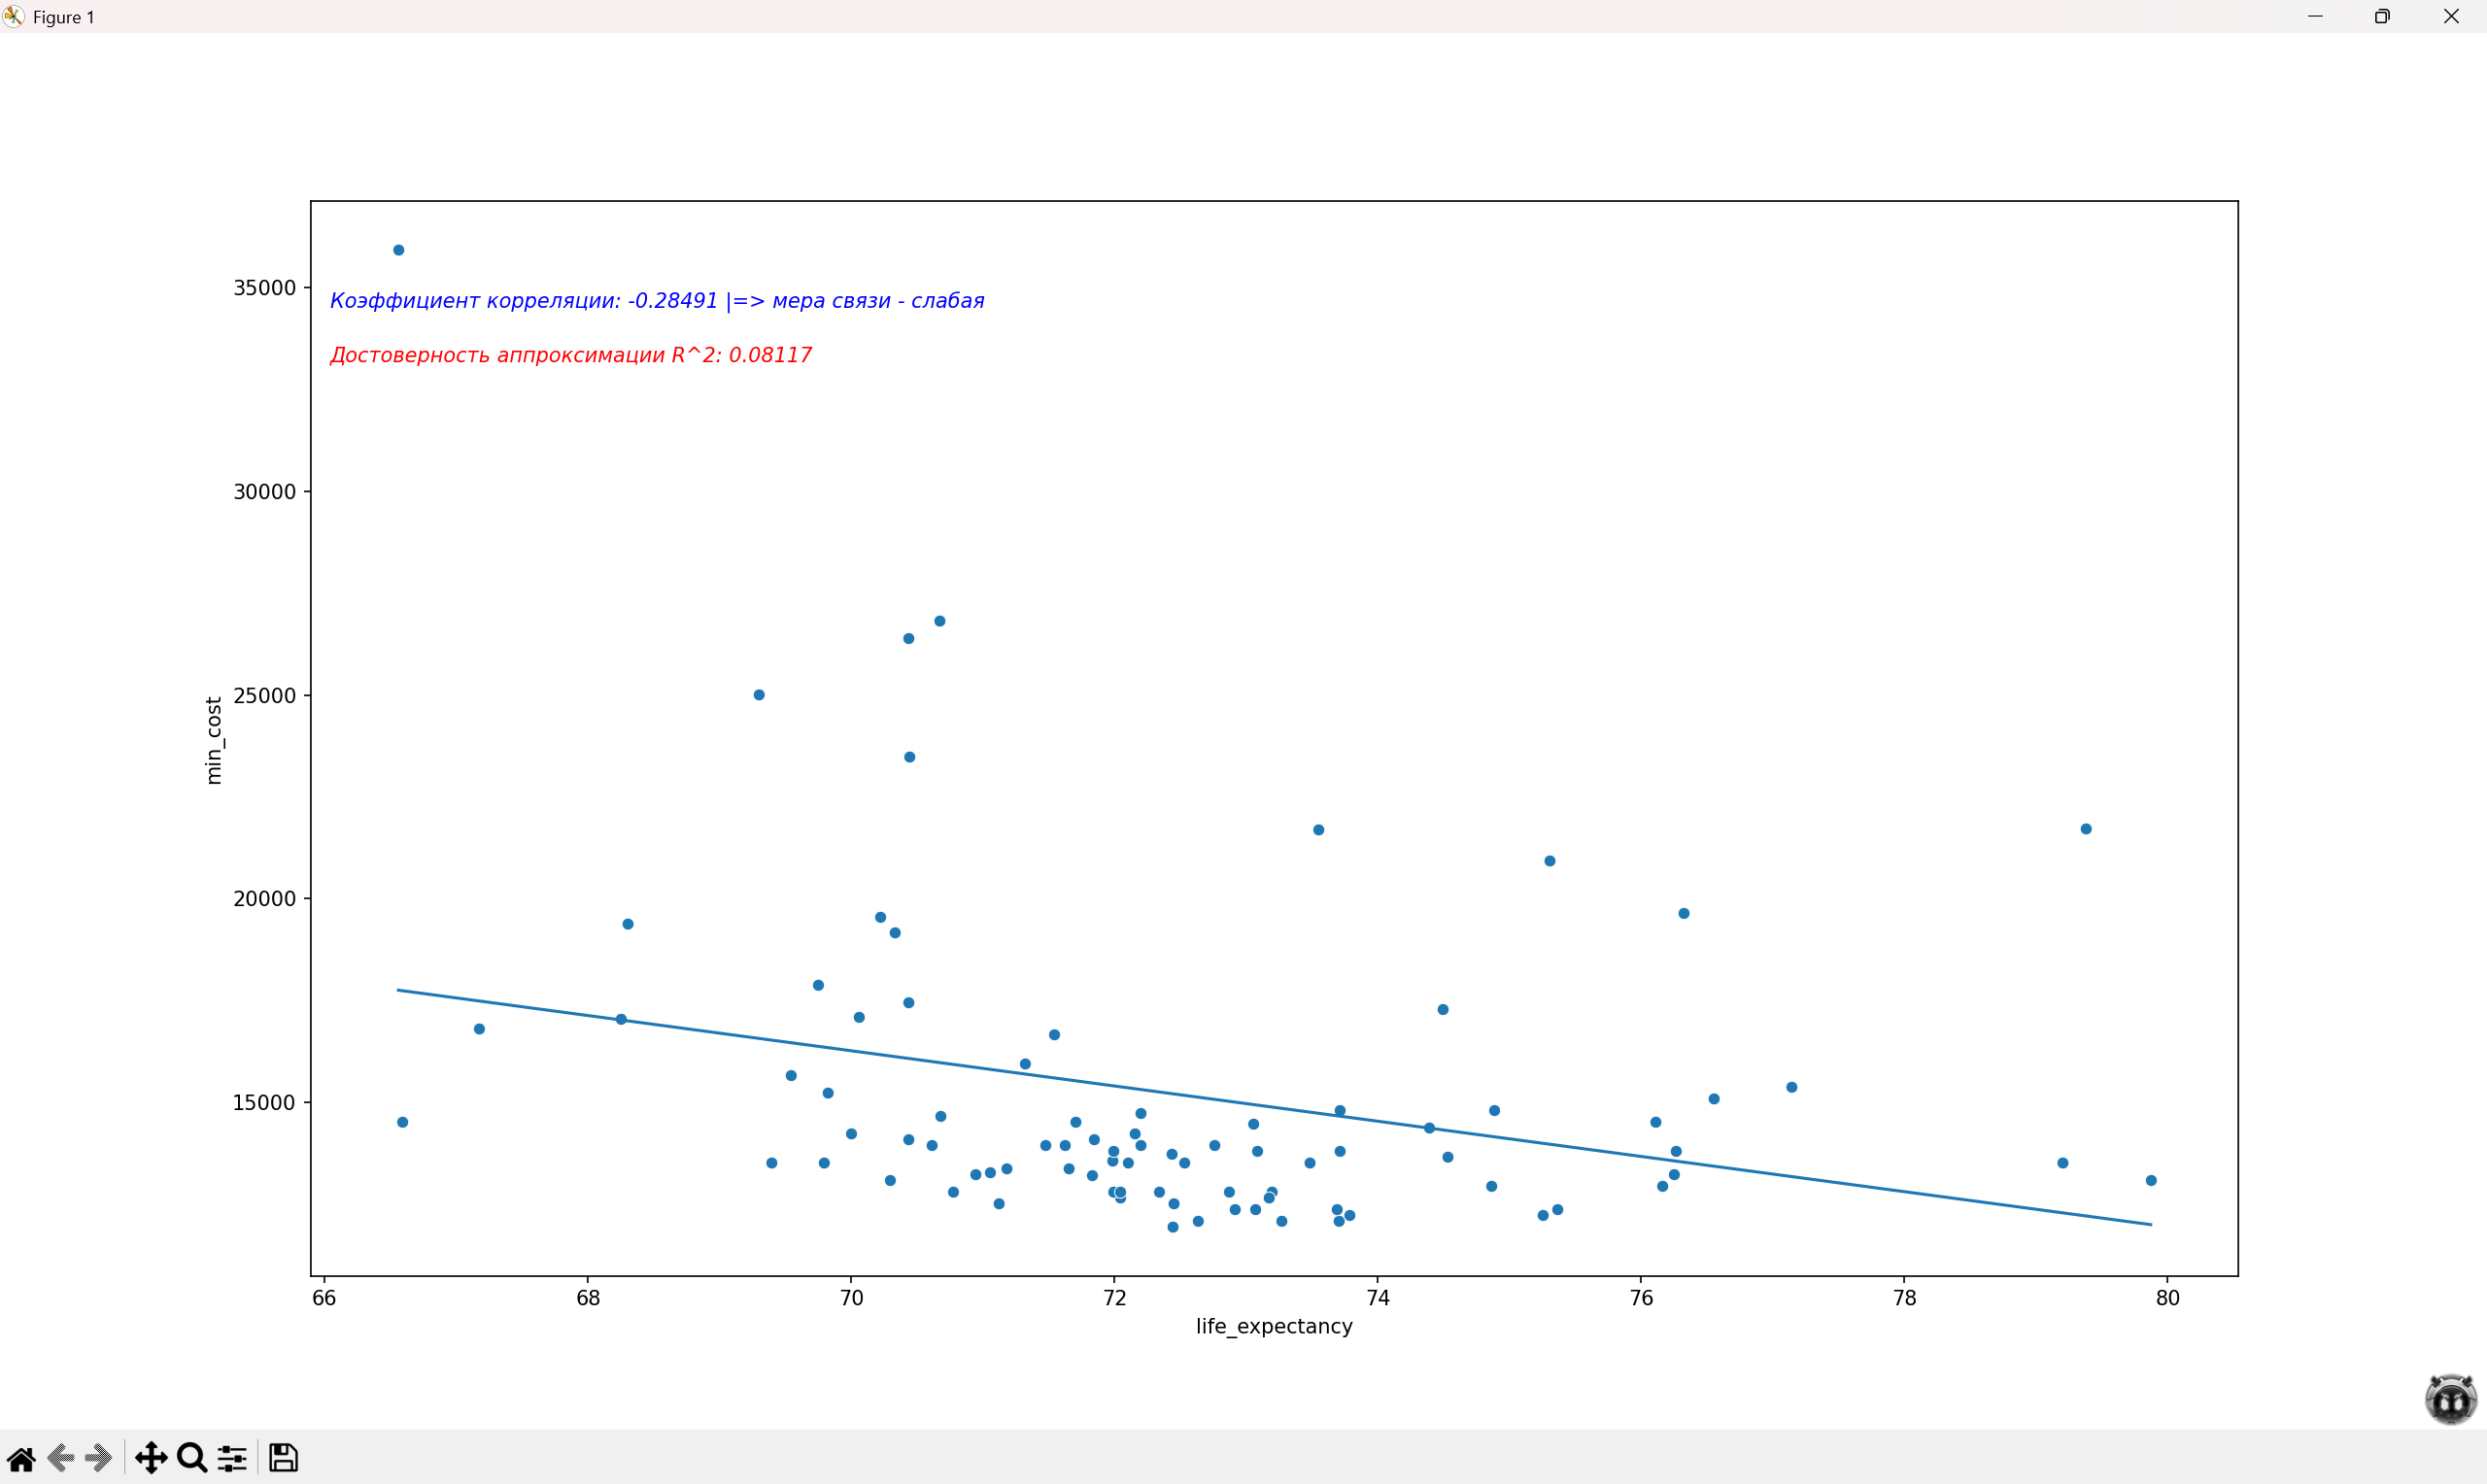 Figure 1
Коэффициент корреляции: -0.28491 |=> мера связи - слабая
Достоверность аппроксимации R^2: 0.08117
35000
30000
25000
20000
15000
min_cost
66 68 70 72 74 76 78 80
life_expectancy